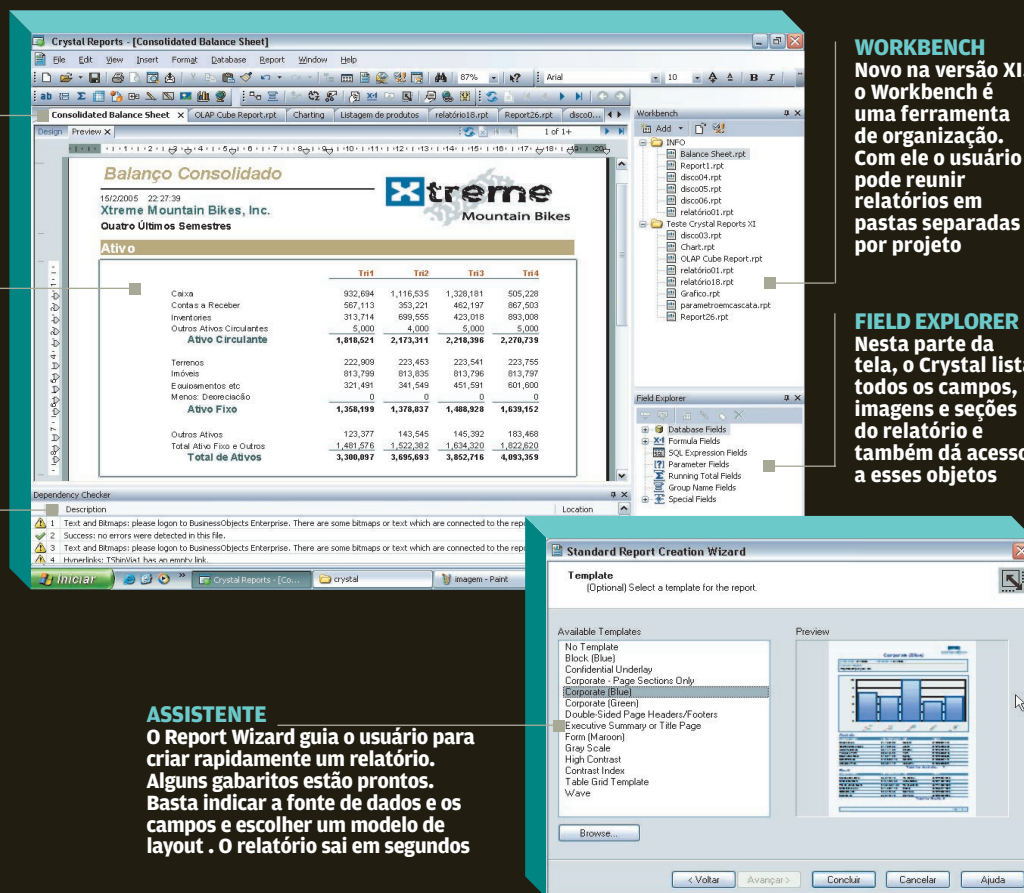 Crystal Reports - [Consolidated Balance Sheet]
File Edit View Insert Format Database Report Window Help
87% Arial 10 B I
Consolidated Balance Sheet X OLAP Cube Report.rpt Charting Listagem de produtos relatório18.rpt Report26.rpt disco0...
Design Preview X 1 of 1+
Balanço Consolidado
15/2/2005 22:27:39
Xtreme Mountain Bikes, Inc.
Quatro Últimos Semestres
Xtreme
Mountain Bikes
Ativo
Tri1 Tri2 Tri3 Tri4
Caixa 932,694 1,116,535 1,328,181 505,228
Contas a Receber 567,113 353,221 462,197 867,503
Inventories 313,714 699,555 423,018 893,008
Outros Ativos Circulantes 5,000 4,000 5,000 5,000
Ativo Circulante 1,818,521 2,173,311 2,218,396 2,270,739
Terrenos 222,909 223,453 223,541 223,755
Imóveis 813,799 813,835 813,796 813,797
Equipamentos etc 321,491 341,549 451,591 601,600
Menos: Depreciacão 0 0 0 0
Ativo Fixo 1,358,199 1,378,837 1,488,928 1,639,152
Outros Ativos 123,377 143,545 145,392 183,468
Total Ativo Fixo e Outros 1,481,576 1,522,382 1,634,320 1,822,620
Total de Ativos 3,300,097 3,695,693 3,852,716 4,093,359
Workbench
Add
INFO
Balance Sheet.rpt
Report1.rpt
disco04.rpt
disco05.rpt
disco06.rpt
relatório01.rpt
Teste Crystal Reports XI
disco03.rpt
Chart.rpt
OLAP Cube Report.rpt
relatório01.rpt
relatório18.rpt
Grafico.rpt
parametroemcascata.rpt
Report26.rpt
Field Explorer
Database Fields
Formula Fields
SQL Expression Fields
Parameter Fields
Running Total Fields
Group Name Fields
Special Fields
Dependency Checker
Description Location
1 Text and Bitmaps: please logon to BusinessObjects Enterprise. There are some bitmaps or text which are connected to the repo
2 Success: no errors were detected in this file.
3 Text and Bitmaps: please logon to BusinessObjects Enterprise. There are some bitmaps or text which are connected to the rep
4 Hyperlinks: TShipVia1 has an empty link.
Iniciar Crystal Reports - [Co... crystal imagem - Paint
WORKBENCH
Novo na versão XI,
o Workbench é
uma ferramenta
de organização.
Com ele o usuário
pode reunir
relatórios em
pastas separadas
por projeto
FIELD EXPLORER
Nesta parte da
tela, o Crystal lista
todos os campos,
imagens e seções
do relatório e
também dá acesso
a esses objetos
Standard Report Creation Wizard
Template
(Optional) Select a template for the report.
Available Templates
No Template
Block (Blue)
Confidential Underlay
Corporate - Page Sections Only
Corporate (Blue)
Corporate (Green)
Double-Sided Page Headers/Footers
Executive Summary or Title Page
Form (Maroon)
Gray Scale
High Contrast
Contrast Index
Table Grid Template
Wave
Browse...
Preview
Corporate (Blue)
< Voltar Avançar > Concluir Cancelar Ajuda
ASSISTENTE
O Report Wizard guia o usuário para
criar rapidamente um relatório.
Alguns gabaritos estão prontos.
Basta indicar a fonte de dados e os
campos e escolher um modelo de
layout . O relatório sai em segundos